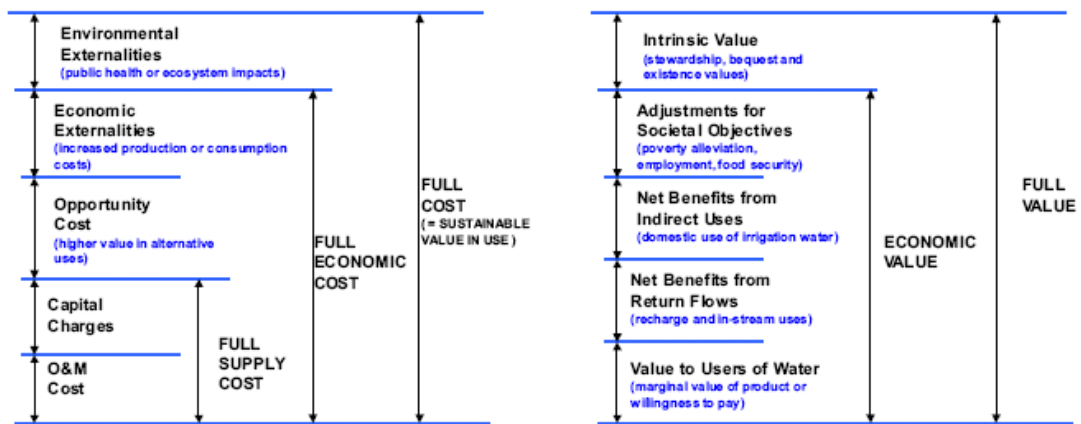 Environmental
Externalities
(public health or ecosystem impacts)
Economic
Externalities
(increased production or consumption
costs)
Opportunity
Cost
(higher value in alternative
uses)
Capital
Charges
O&M
Cost
FULL
SUPPLY
COST
FULL
ECONOMIC
COST
FULL
COST
( = SUSTAINABLE
VALUE IN USE )
Intrinsic Value
(stewardship, bequest and
existence values)
Adjustments for
Societal Objectives
(poverty alleviation,
employment, food security)
Net Benefits from
Indirect Uses
(domestic use of irrigation water)
Net Benefits from
Return Flows
(recharge and in-stream uses)
Value to Users of Water
(marginal value of product or
willingness to pay)
ECONOMIC
VALUE
FULL
VALUE